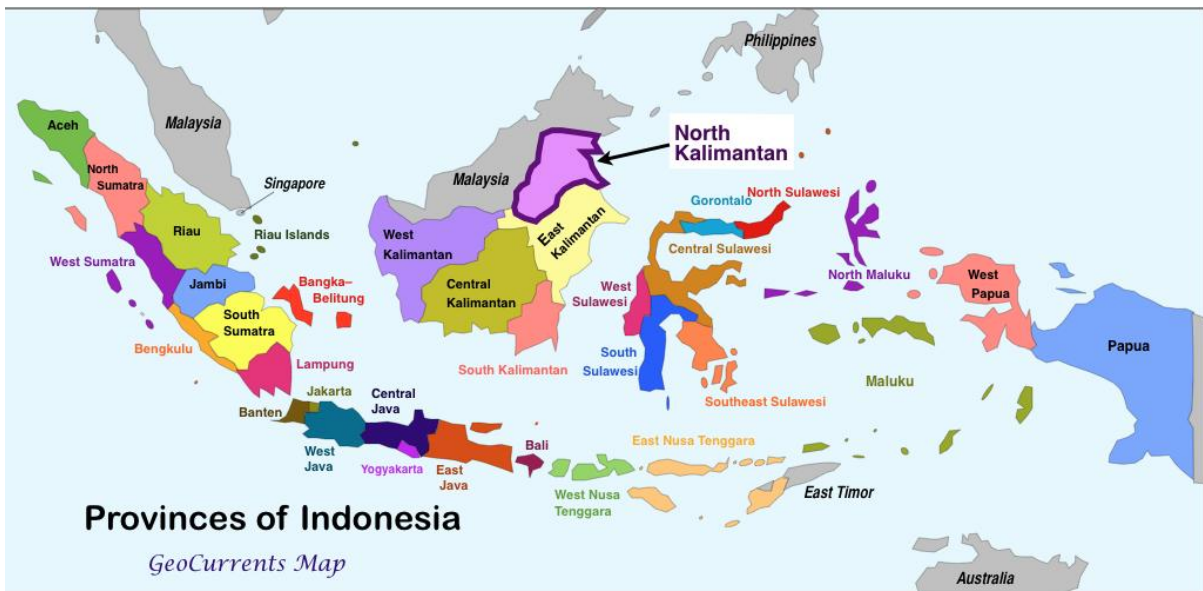 Philippines
Aceh
Malaysia
North
Sumatra
Singapore
Malaysia
North
Kalimantan
Riau
Riau Islands
West
Kalimantan
East
Kalimantan
Gorontalo
North Sulawesi
Central Sulawesi
West Sumatra
Jambi
Bangka–
Belitung
Central
Kalimantan
West
Sulawesi
North Maluku
West
Papua
South
Sumatra
Bengkulu
Lampung
South Kalimantan
South
Sulawesi
Southeast Sulawesi
Maluku
Papua
Jakarta
Banten
Central
Java
West
Java
Yogyakarta
East
Java
Bali
East Nusa Tenggara
West Nusa
Tenggara
East Timor
Provinces of Indonesia
GeoCurrents Map
Australia